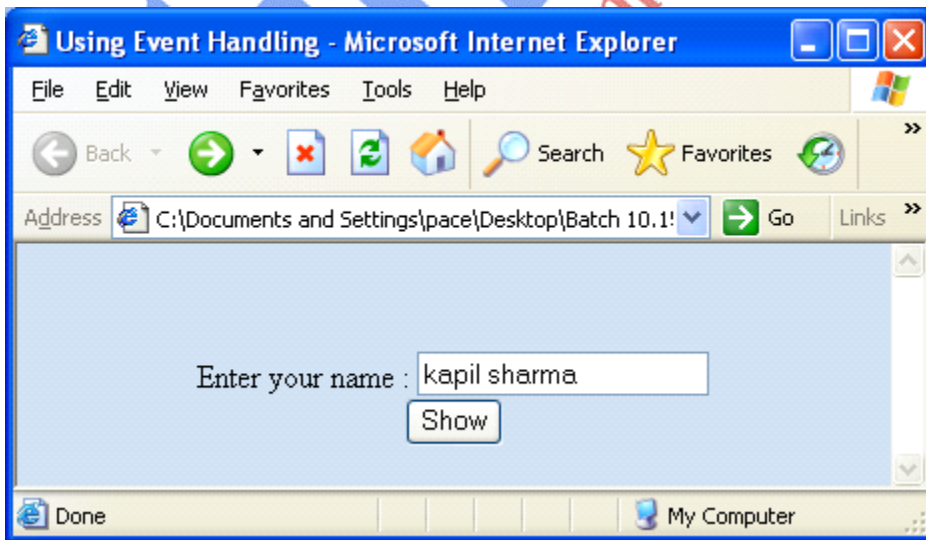 Using Event Handling - Microsoft Internet Explorer
File Edit View Favorites Tools Help
Back Search Favorites »
Address C:\Documents and Settings\pace\Desktop\Batch 10.1 Go Links »
Enter your name : kapil sharma
Show
Done My Computer